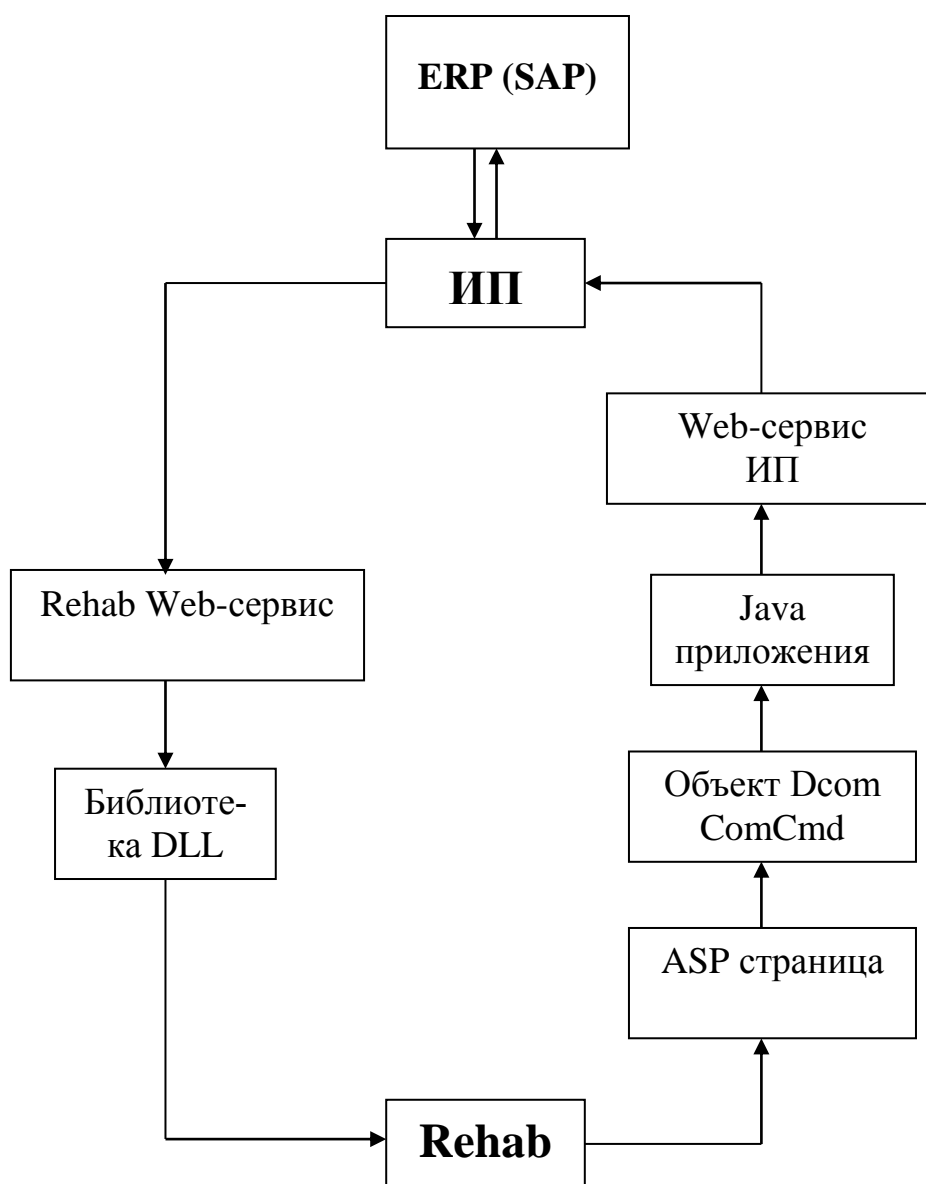 ERP (SAP)
ИП
Web-сервис
ИП
Rehab Web-сервис
Java
приложения
Библиоте-
ка DLL
Объект Dcom
ComCmd
ASP страница
Rehab